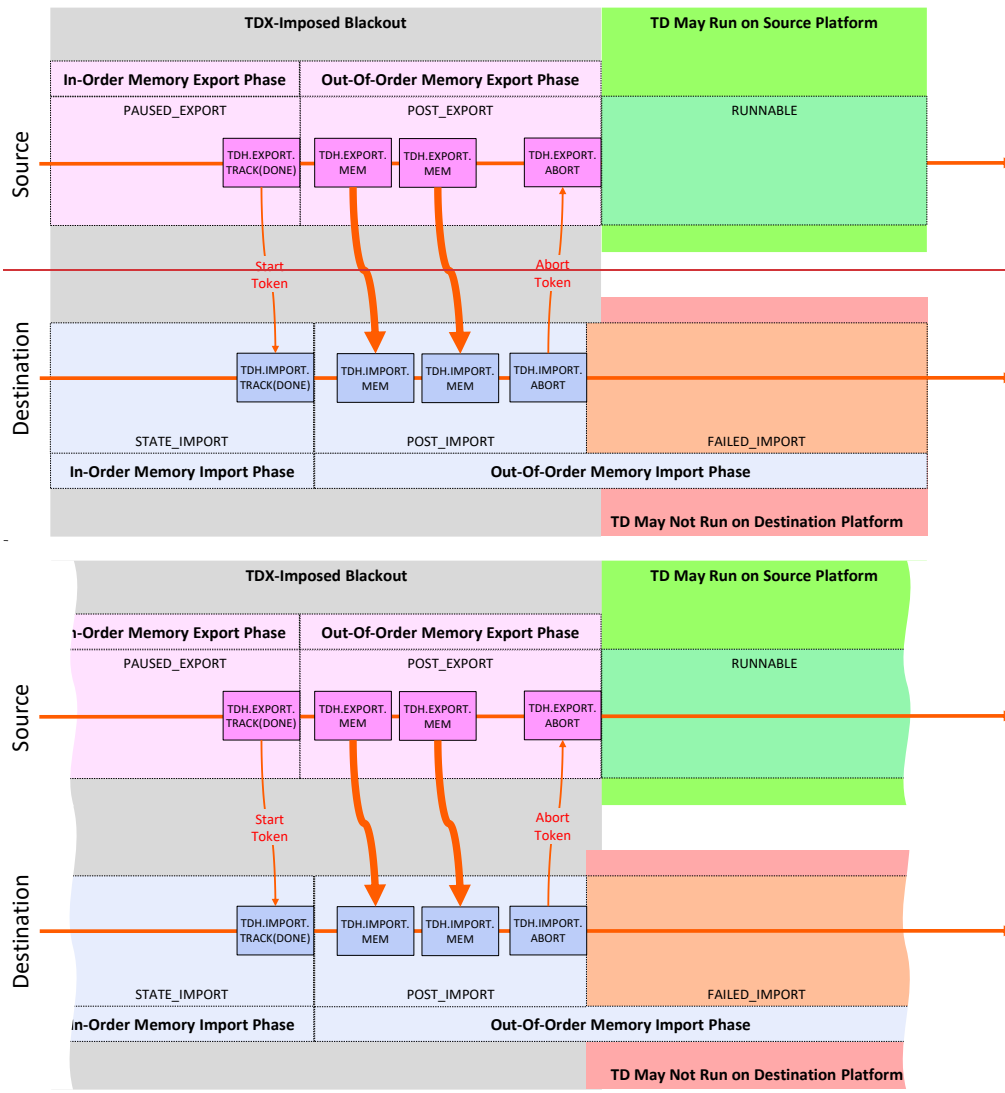 TDX-Imposed Blackout
TD May Run on Source Platform
In-Order Memory Export Phase
Out-Of-Order Memory Export Phase
PAUSED_EXPORT
POST_EXPORT
RUNNABLE
Source
TDH.EXPORT.
TRACK(DONE)
TDH.EXPORT.
MEM
TDH.EXPORT.
MEM
TDH.EXPORT.
ABORT
Start
Token
Abort
Token
Destination
TDH.IMPORT.
TRACK(DONE)
TDH.IMPORT.
MEM
TDH.IMPORT.
MEM
TDH.IMPORT.
ABORT
STATE_IMPORT
POST_IMPORT
FAILED_IMPORT
In-Order Memory Import Phase
Out-Of-Order Memory Import Phase
TD May Not Run on Destination Platform
TDX-Imposed Blackout
TD May Run on Source Platform
n-Order Memory Export Phase
Out-Of-Order Memory Export Phase
PAUSED_EXPORT
POST_EXPORT
RUNNABLE
Source
TDH.EXPORT.
TRACK(DONE)
TDH.EXPORT.
MEM
TDH.EXPORT.
MEM
TDH.EXPORT.
ABORT
Start
Token
Abort
Token
Destination
TDH.IMPORT.
TRACK(DONE)
TDH.IMPORT.
MEM
TDH.IMPORT.
MEM
TDH.IMPORT.
ABORT
STATE_IMPORT
POST_IMPORT
FAILED_IMPORT
n-Order Memory Import Phase
Out-Of-Order Memory Import Phase
TD May Not Run on Destination Platform